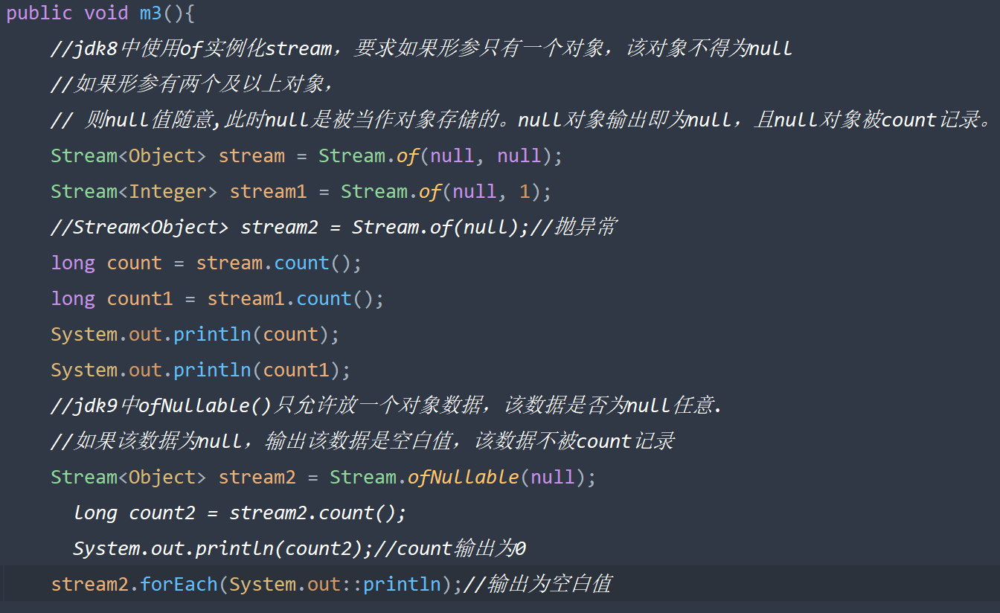 public void m3(){
//jdk8中使用of实例化stream，要求如果形参只有一个对象，该对象不得为null
//如果形参有两个及以上对象，
// 则null值随意,此时null是被当作对象存储的。null对象输出即为null，且null对象被count记录。
Stream<Object> stream = Stream.of(null, null);
Stream<Integer> stream1 = Stream.of(null, 1);
//Stream<Object> stream2 = Stream.of(null);//抛异常
long count = stream.count();
long count1 = stream1.count();
System.out.println(count);
System.out.println(count1);
//jdk9中ofNullable()只允许放一个对象数据，该数据是否为null任意.
//如果该数据为null，输出该数据是空白值，该数据不被count记录
Stream<Object> stream2 = Stream.ofNullable(null);
long count2 = stream2.count();
System.out.println(count2);//count输出为0
stream2.forEach(System.out::println);//输出为空白值